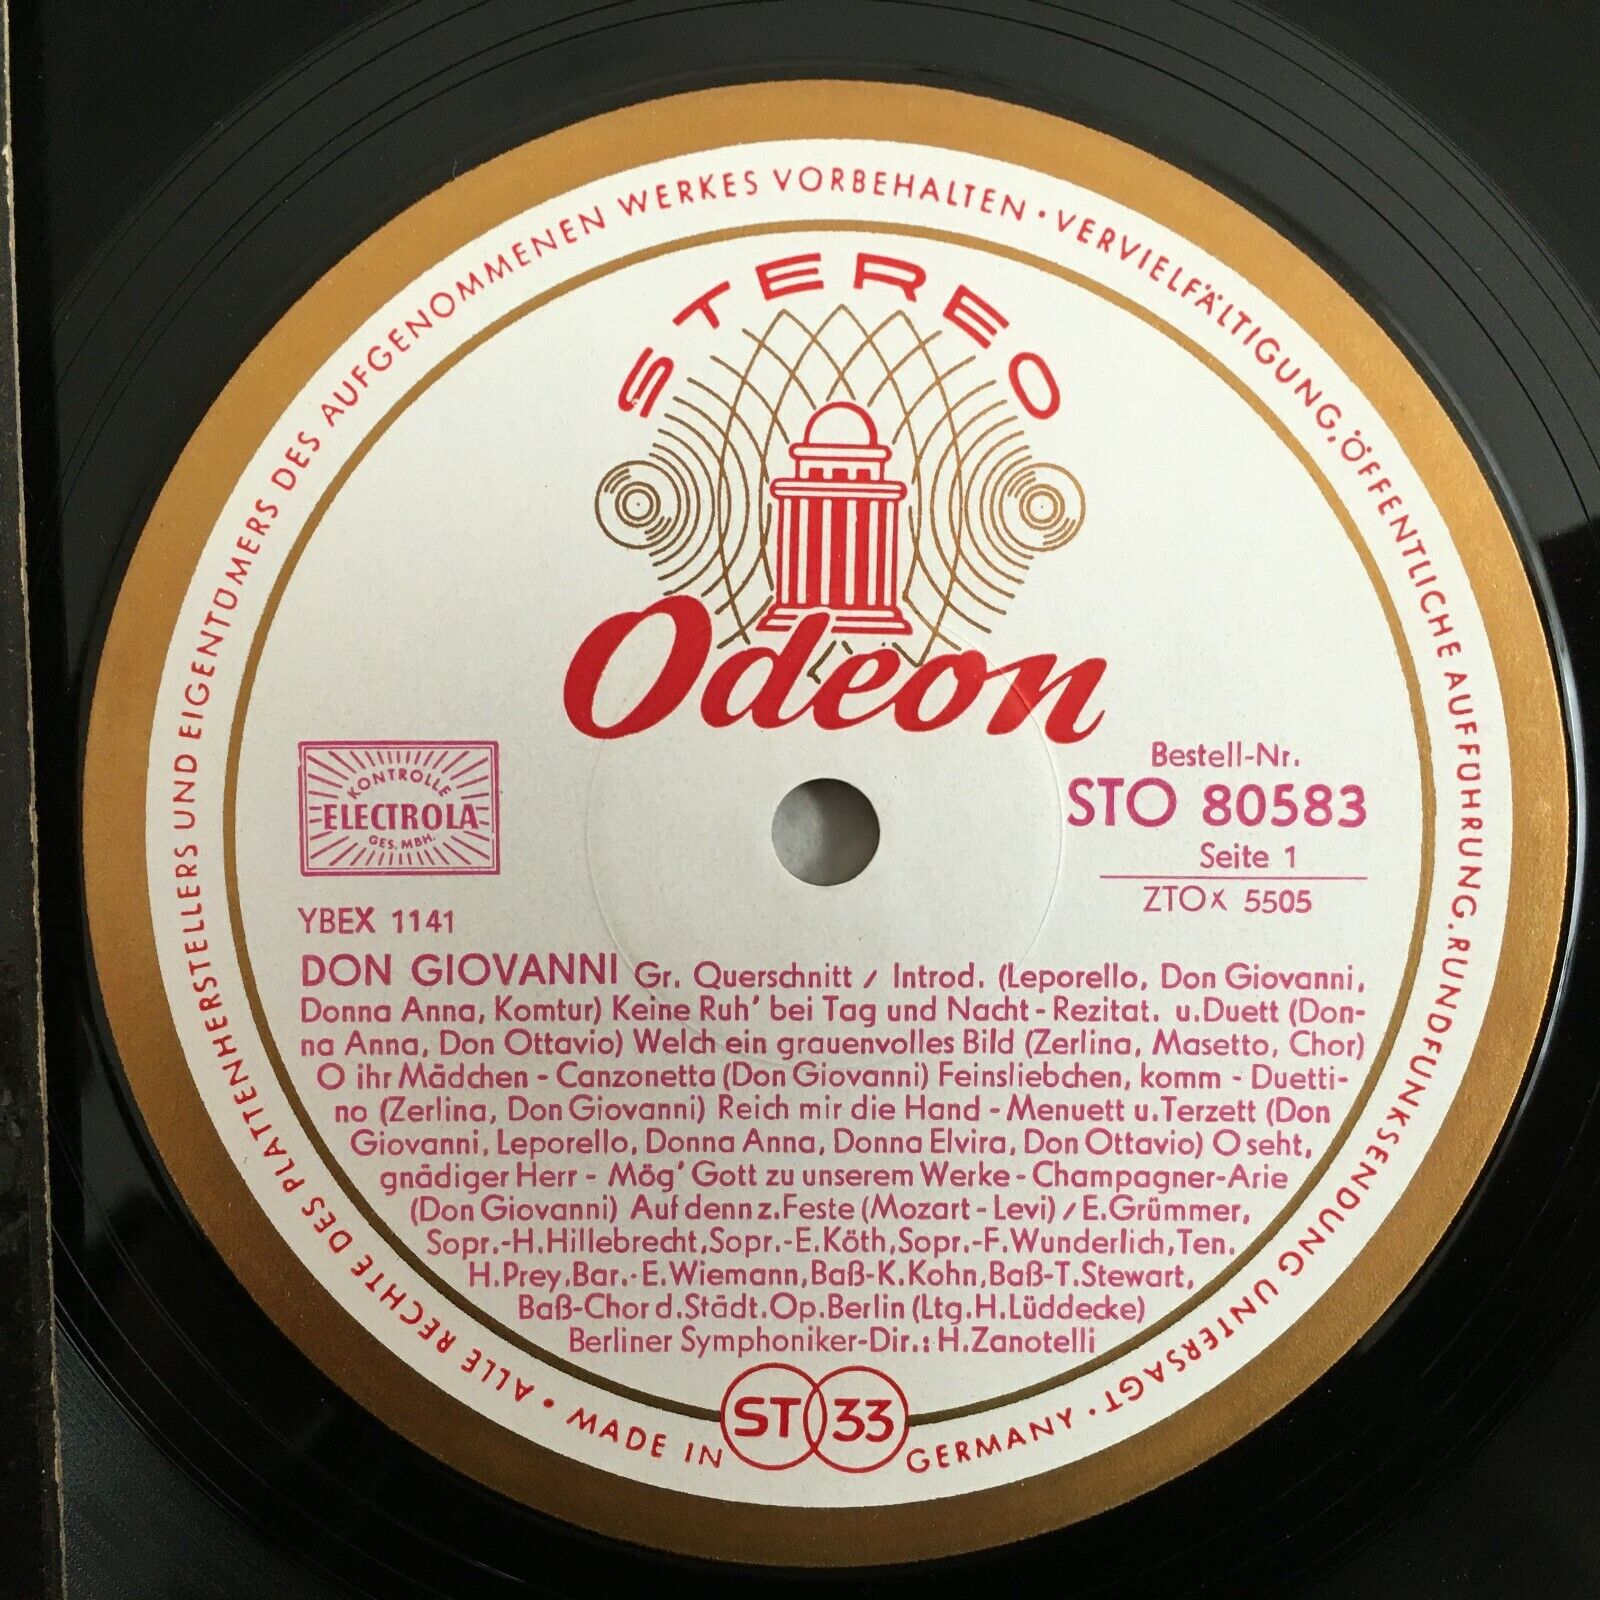 ALLE RECHTE DES PLATTENHERSTELLERS UND EIGENTÜMERS DES AUFGENOMMENEN WERKES VORBEHALTEN • VERVIELFÄLTIGUNG, ÖFFENTLICHE AUFFÜHRUNG, RUNDFUNKSENDUNG UNTERSAGT •
STEREO
Odeon
KONTROLLE
ELECTROLA
GES. MBH.
Bestell-Nr.
STO 80583
Seite 1
ZTOX 5505
YBEX 1141
DON GIOVANNI Gr. Querschnitt / Introd. (Leporello, Don Giovanni,
Donna Anna, Komtur) Keine Ruh' bei Tag und Nacht - Rezitat. u. Duett (Don-
na Anna, Don Ottavio) Welch ein grauenvolles Bild (Zerlina, Masetto, Chor)
O ihr Mädchen - Canzonetta (Don Giovanni) Feinsliebchen, komm - Duetti-
no (Zerlina, Don Giovanni) Reich mir die Hand - Menuett u. Terzett (Don
Giovanni, Leporello, Donna Anna, Donna Elvira, Don Ottavio) O seht,
gnädiger Herr - Mög' Gott zu unserem Werke - Champagner-Arie
(Don Giovanni) Auf denn z. Feste (Mozart - Levi) / E. Grümmer,
Sopr.-H. Hillebrecht, Sopr.-E. Köth, Sopr.-F. Wunderlich, Ten.
H. Prey, Bar.-E. Wiemann, Baß-K. Kohn, Baß-T. Stewart,
Baß-Chor d. Städt. Op. Berlin (Ltg. H. Lüddecke)
Berliner Symphoniker-Dir.: H. Zanotelli
MADE IN
ST 33
GERMANY